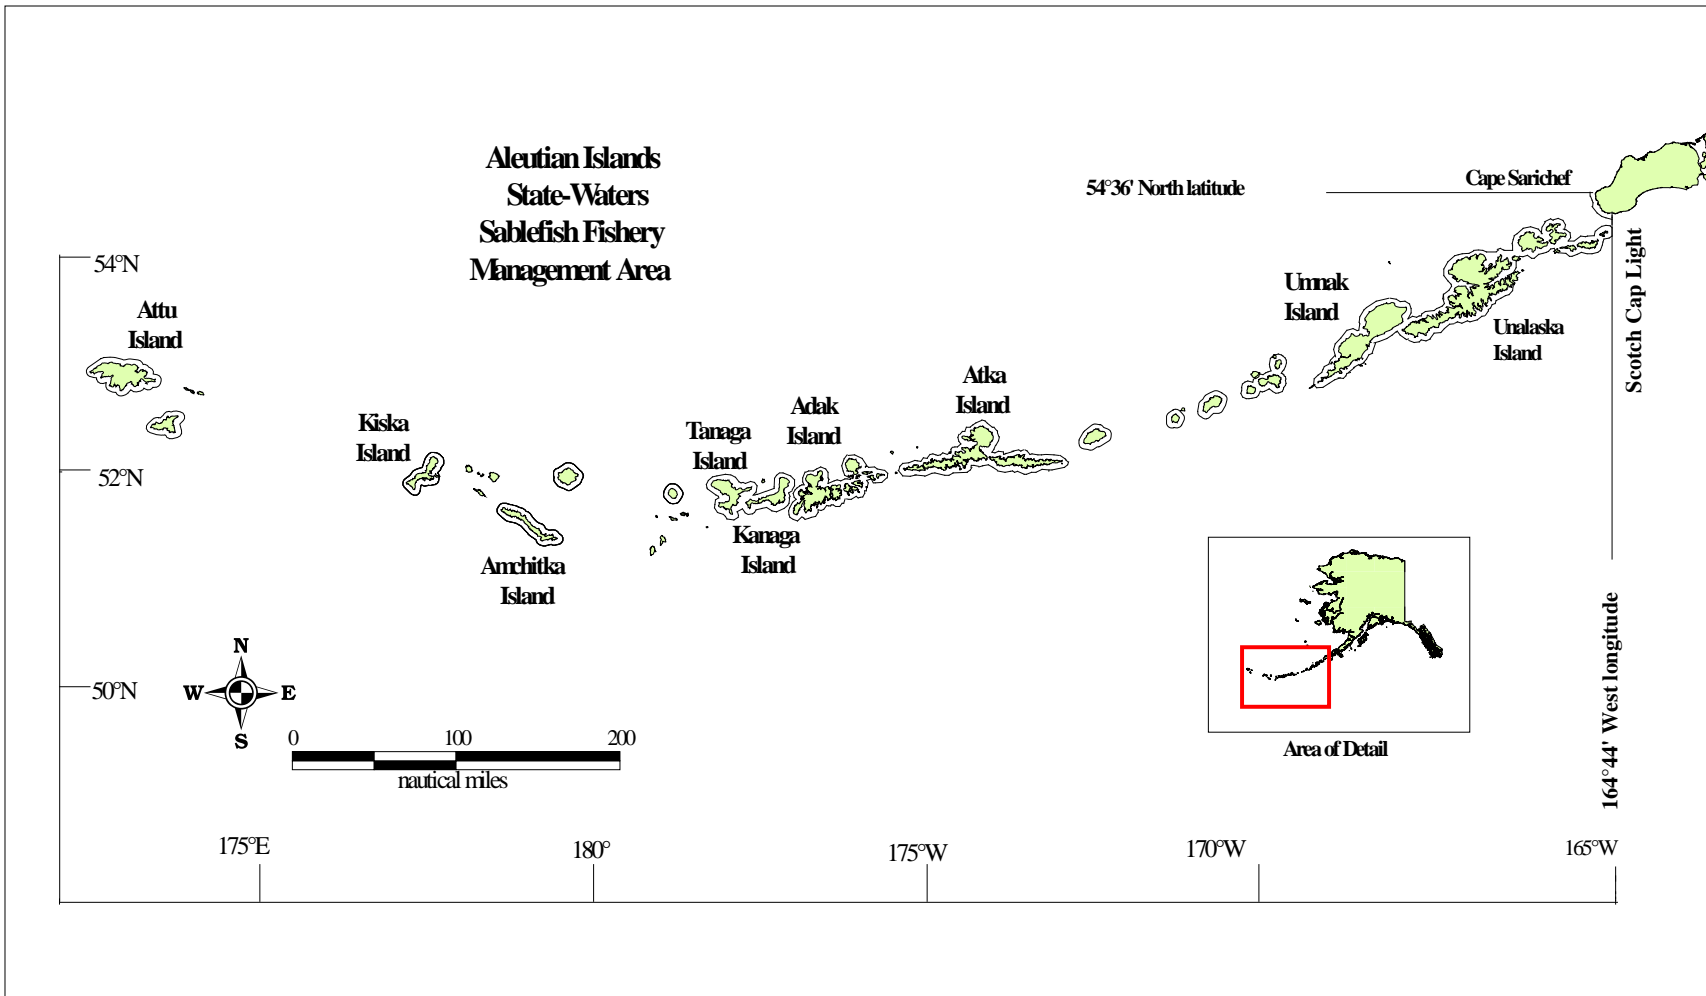 Aleutian Islands
State-Waters
Sablefish Fishery
Management Area
54°36' North latitude
Cape Sarichef
Scotch Cap Light
164°44' West longitude
54°N
52°N
50°N
Attu
Island
Kiska
Island
Amchitka
Island
Tanaga
Island
Kanaga
Island
Adak
Island
Atka
Island
Umnak
Island
Unalaska
Island
N
W
E
S
0
100
200
nautical miles
Area of Detail
175°E
180°
175°W
170°W
165°W